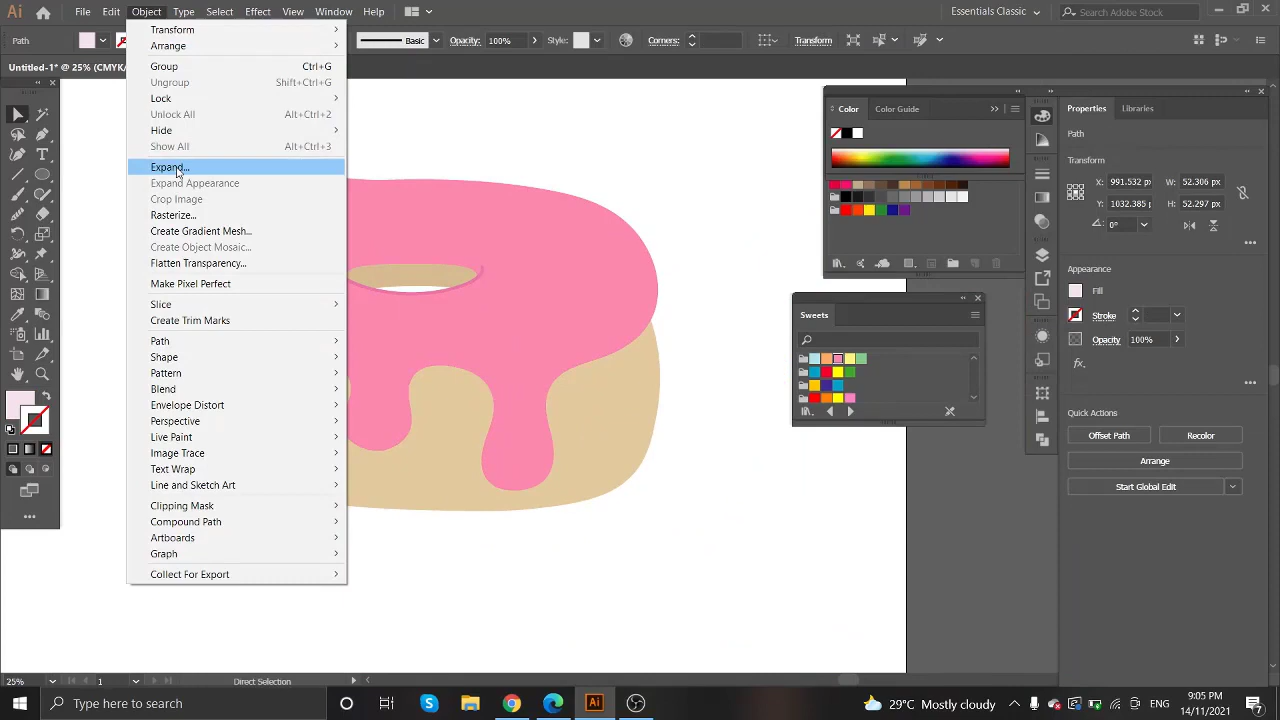 Ai File Edit Object Type Select Effect View Window Help Essentials Classic Search Adobe Stock
Path Basic Opacity: 100% Style: Corners: Transform
Untitled-1* @ 25% (CMYK/
Transform
Arrange
Group Ctrl+G
Ungroup Shift+Ctrl+G
Lock
Unlock All Alt+Ctrl+2
Hide
Show All Alt+Ctrl+3
Expand...
Expand Appearance
Crop Image
Rasterize...
Create Gradient Mesh...
Create Object Mosaic...
Flatten Transparency...
Make Pixel Perfect
Slice
Create Trim Marks
Path
Shape
Pattern
Blend
Envelope Distort
Perspective
Live Paint
Image Trace
Text Wrap
Line and Sketch Art
Clipping Mask
Compound Path
Artboards
Graph
Collect For Export
Color Color Guide
Sweets
Properties Libraries
Path
Transform
X: 991.532 px W: 52.306 px
Y: 1032.385 H: 52.297 px
0°
Appearance
Fill
Stroke
Opacity 100%
fx.
Quick Actions
Offset Path Recolor
Arrange
Start Global Edit
25% 1 Direct Selection
Type here to search
Ai
29°C Mostly cloudy
9:05 PM
14/11/2021